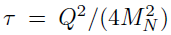 τ = Q²/(4M_N²)